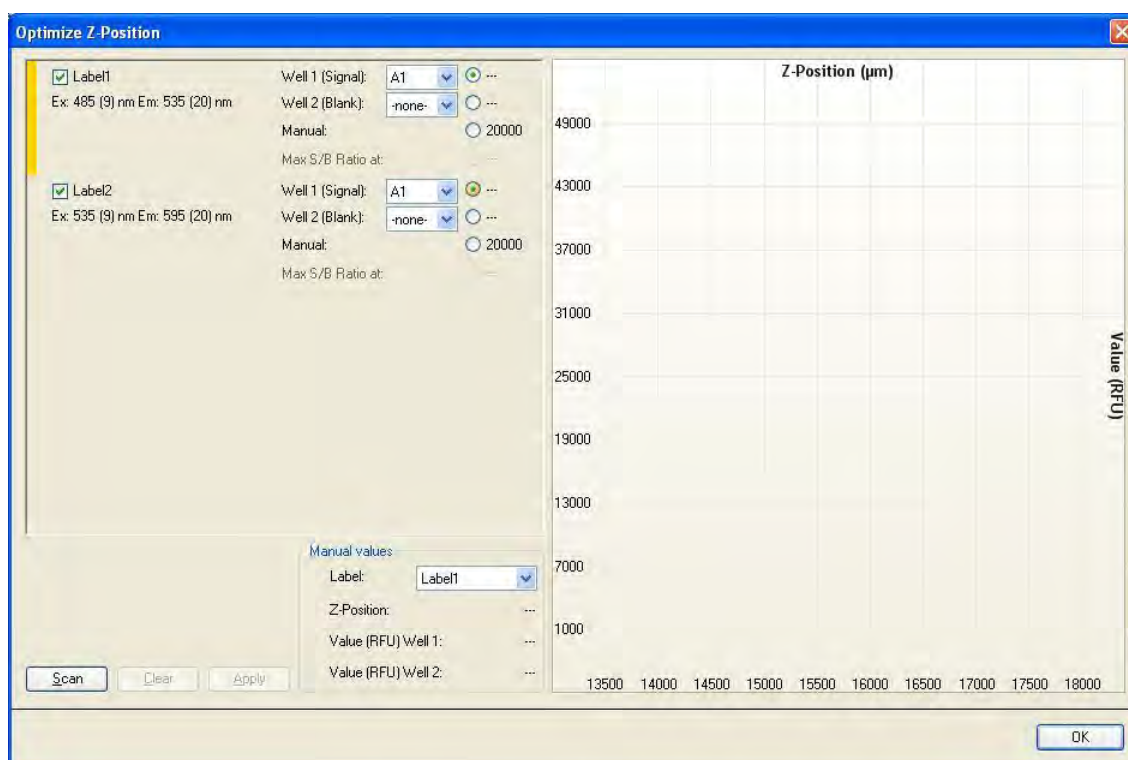 Optimize Z-Position
Label1
Well 1 (Signal): A1 ---
Ex: 485 (9) nm Em: 535 (20) nm
Well 2 (Blank): -none- ---
Manual: 20000
Max S/B Ratio at: ---
Label2
Well 1 (Signal): A1 ---
Ex: 535 (9) nm Em: 595 (20) nm
Well 2 (Blank): -none- ---
Manual: 20000
Max S/B Ratio at: ---
Manual values
Label: Label1
Z-Position: ---
Value (RFU) Well 1: ---
Value (RFU) Well 2: ---
Scan Clear Apply
Z-Position (µm)
49000
43000
37000
31000
25000
19000
13000
7000
1000
Value (RFU)
13500 14000 14500 15000 15500 16000 16500 17000 17500 18000
OK